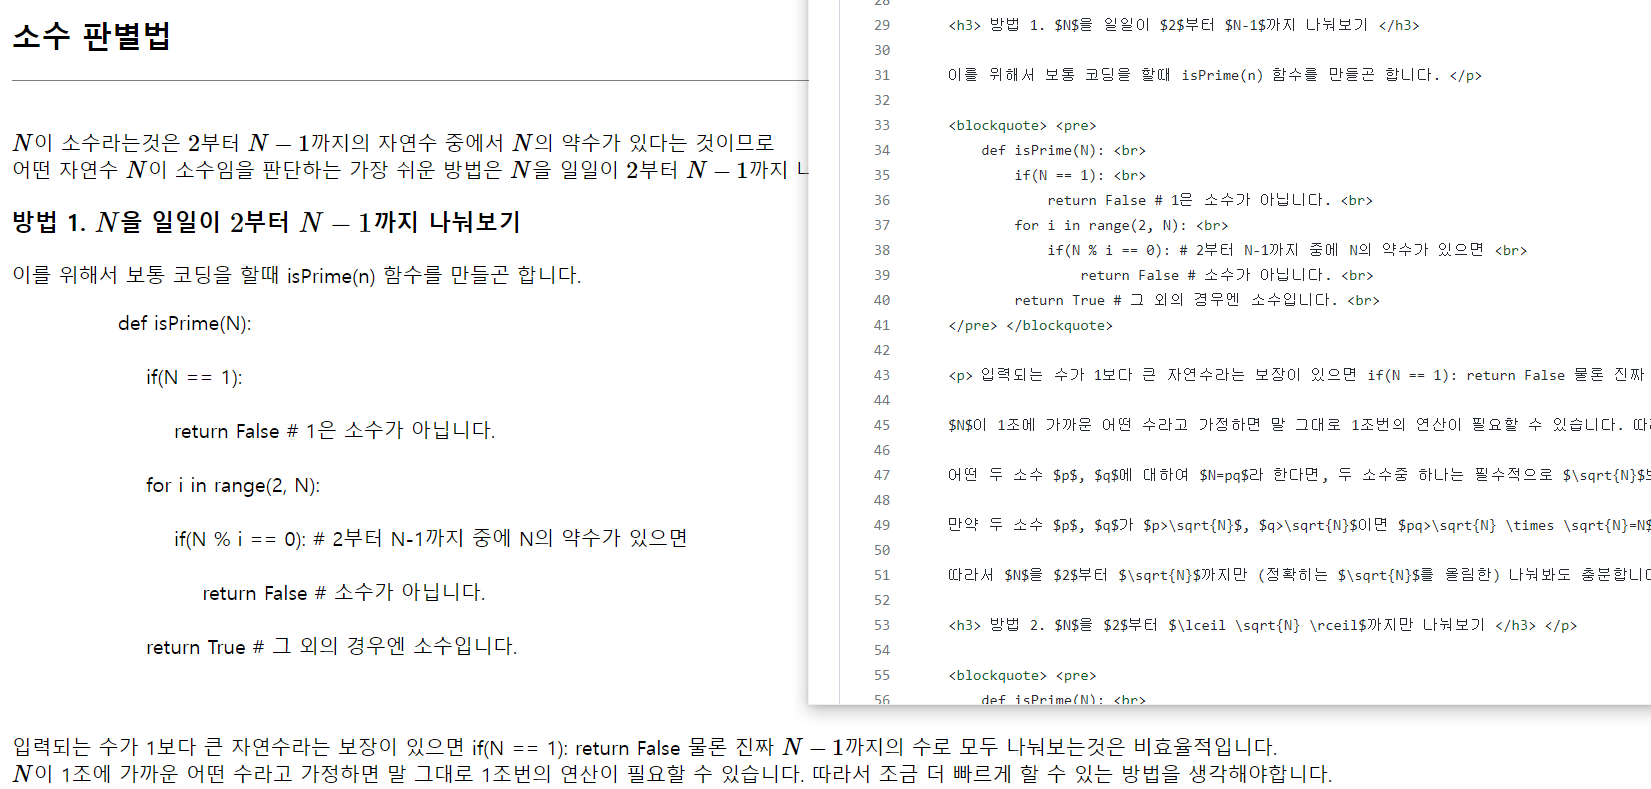 소수 판별법
N이 소수라는것은 2부터 N − 1까지의 자연수 중에서 N의 약수가 있다는 것이므로
어떤 자연수 N이 소수임을 판단하는 가장 쉬운 방법은 N을 일일이 2부터 N − 1까지
방법 1. N을 일일이 2부터 N − 1까지 나눠보기
이를 위해서 보통 코딩을 할때 isPrime(n) 함수를 만들곤 합니다.
def isPrime(N):
if(N == 1):
return False # 1은 소수가 아닙니다.
for i in range(2, N):
if(N % i == 0): # 2부터 N-1까지 중에 N의 약수가 있으면
return False # 소수가 아닙니다.
return True # 그 외의 경우엔 소수입니다.
입력되는 수가 1보다 큰 자연수라는 보장이 있으면 if(N == 1): return False 물론 진짜 N − 1까지의 수로 모두 나눠보는것은 비효율적입니다.
N이 1조에 가까운 어떤 수라고 가정하면 말 그대로 1조번의 연산이 필요할 수 있습니다. 따라서 조금 더 빠르게 할 수 있는 방법을 생각해야합니다.
28
29 <h3> 방법 1. $N$을 일일이 $2$부터 $N-1$까지 나눠보기 </h3>
30
31 이를 위해서 보통 코딩을 할때 isPrime(n) 함수를 만들곤 합니다. </p>
32
33 <blockquote> <pre>
34 def isPrime(N): <br>
35 if(N == 1): <br>
36 return False # 1은 소수가 아닙니다. <br>
37 for i in range(2, N): <br>
38 if(N % i == 0): # 2부터 N-1까지 중에 N의 약수가 있으면 <br>
39 return False # 소수가 아닙니다. <br>
40 return True # 그 외의 경우엔 소수입니다. <br>
41 </pre> </blockquote>
42
43 <p> 입력되는 수가 1보다 큰 자연수라는 보장이 있으면 if(N == 1): return False 물론 진짜
44
45 $N$이 1조에 가까운 어떤 수라고 가정하면 말 그대로 1조번의 연산이 필요할 수 있습니다.
46
47 어떤 두 소수 $p$, $q$에 대하여 $N=pq$라 한다면, 두 소수중 하나는 필수적으로 $\sqrt{N}$
48
49 만약 두 소수 $p$, $q$가 $p>\sqrt{N}$, $q>\sqrt{N}$이면 $pq>\sqrt{N} \times \sqrt{N}=N$
50
51 따라서 $N$을 $2$부터 $\sqrt{N}$까지만 (정확히는 $\sqrt{N}$를 올림한) 나눠봐도
52
53 <h3> 방법 2. $N$을 $2$부터 $\lceil \sqrt{N} \rceil$까지만 나눠보기 </h3> </p>
54
55 <blockquote> <pre>
56 def isPrime(N): <br>